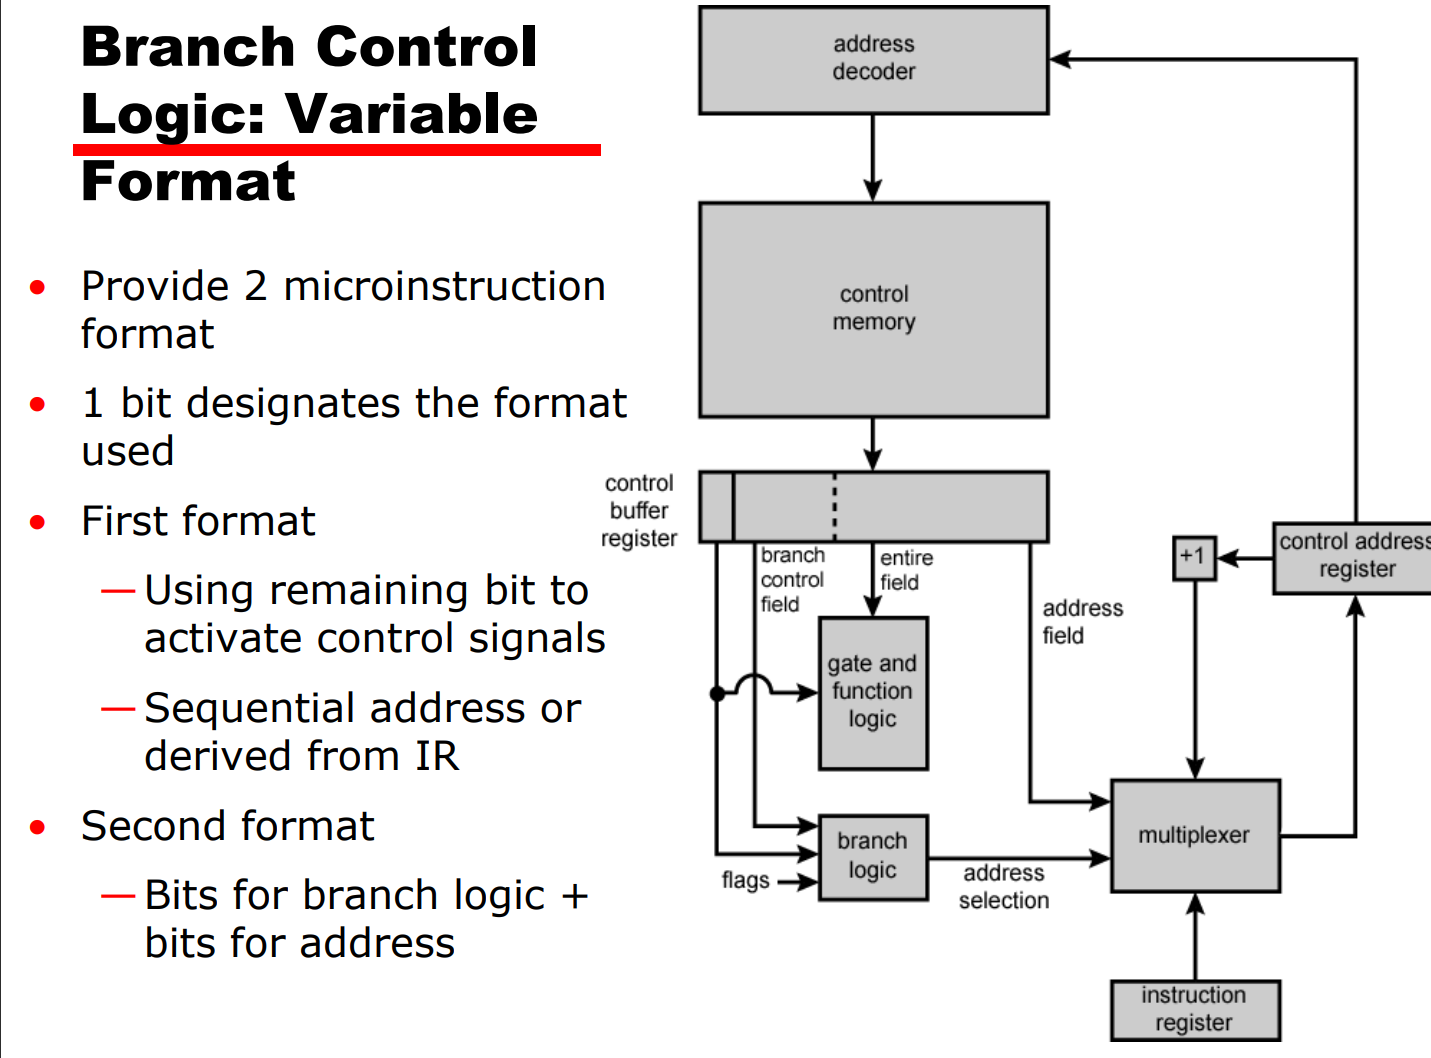 Branch Control
Logic: Variable
Format
• Provide 2 microinstruction
format
• 1 bit designates the format
used
• First format
— Using remaining bit to
activate control signals
— Sequential address or
derived from IR
• Second format
— Bits for branch logic +
bits for address
address
decoder
control
memory
control
buffer
register
branch
control
field
entire
field
address
field
+1
control address
register
gate and
function
logic
branch
logic
flags
address
selection
multiplexer
instruction
register